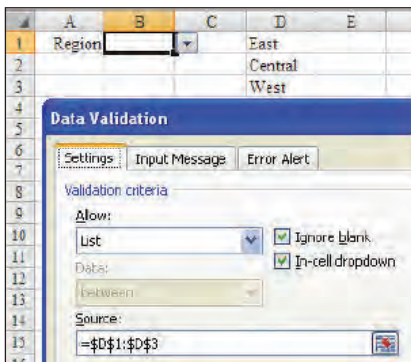 A B C D E
1 Region East
2 Central
3 West
4
5
Data Validation
6
7
Settings Input Message Error Alert
8 Validation criteria
9 Allow:
10 List Ignore blank
11 In-cell dropdown
Data:
12
13 between
14 Source:
15 =$D$1:$D$3